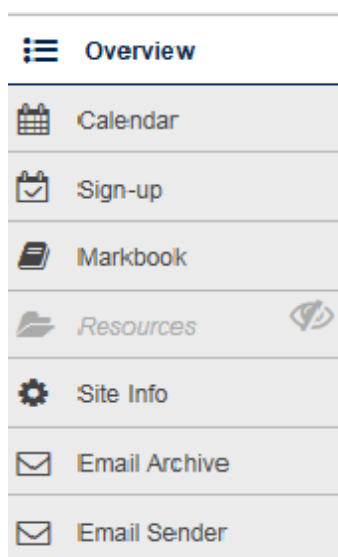 Overview
Calendar
Sign-up
Markbook
Resources
Site Info
Email Archive
Email Sender